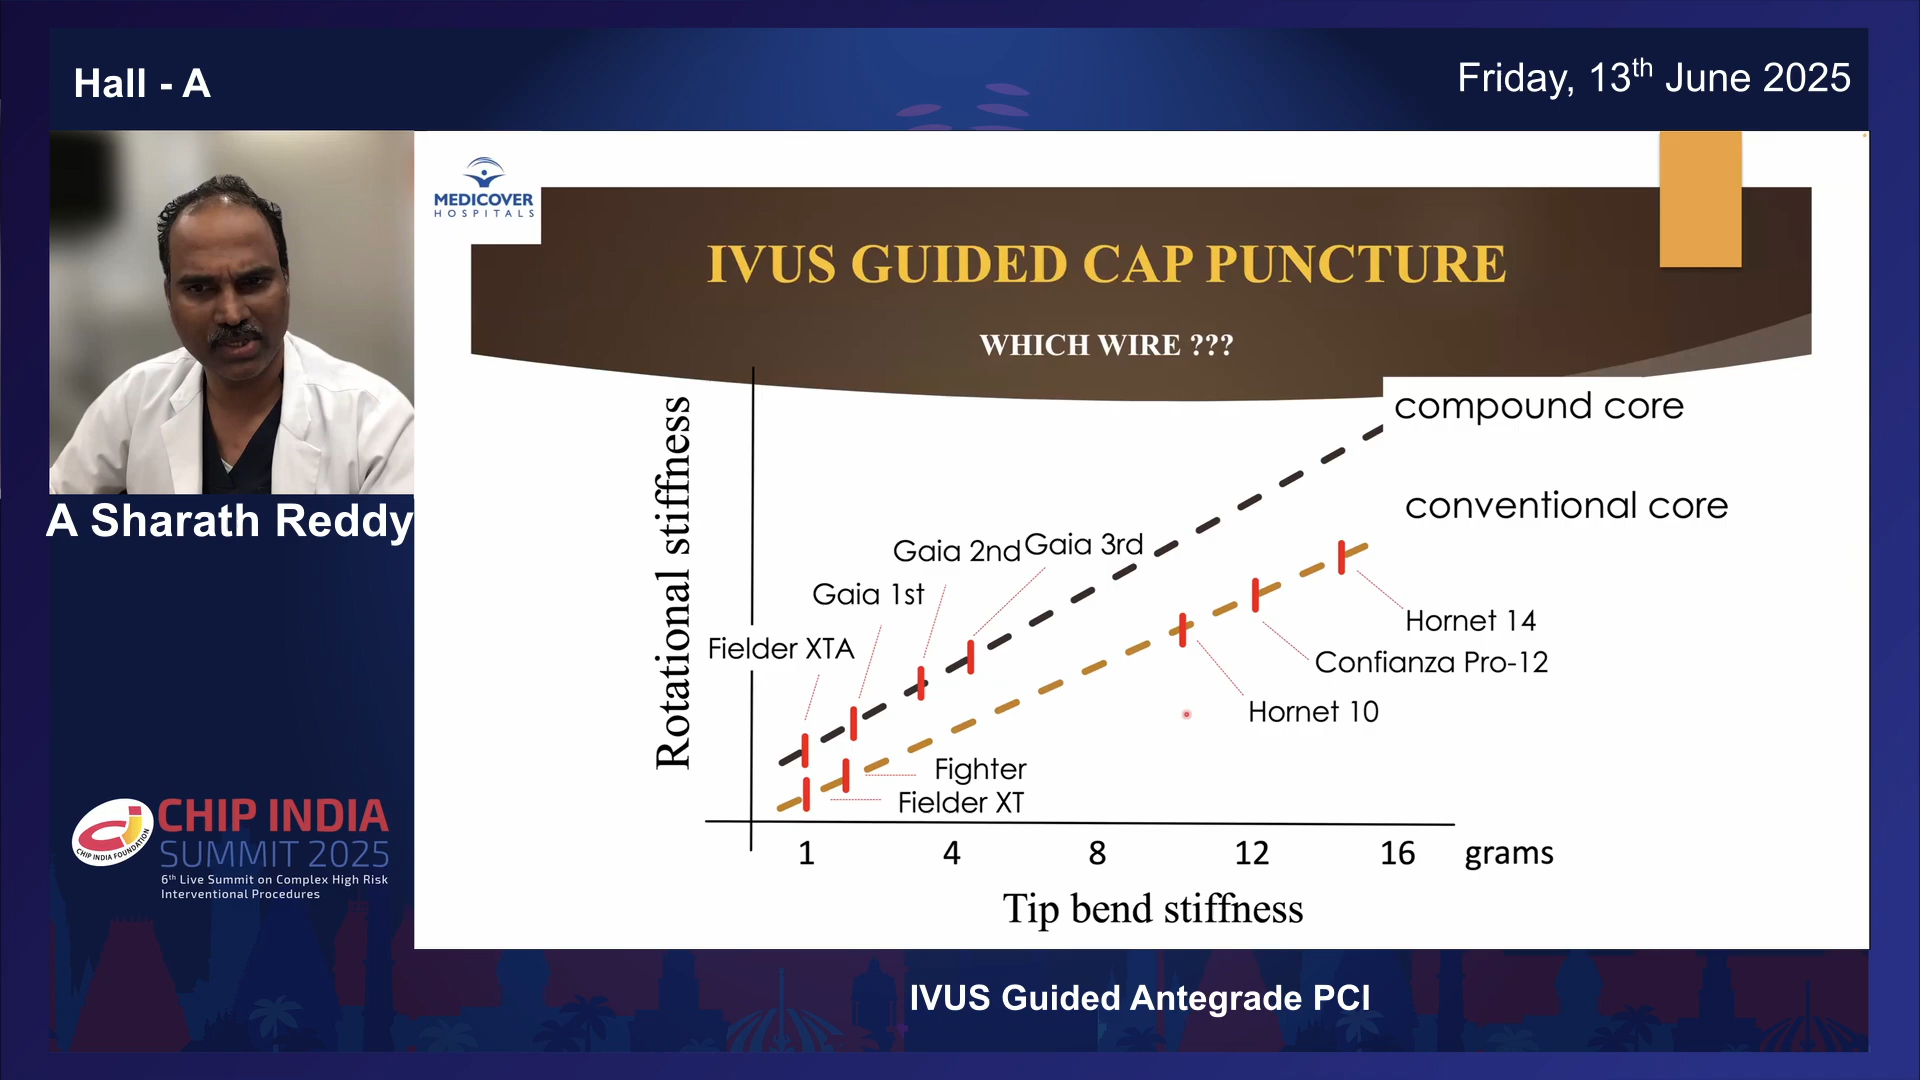 Hall - A
Friday, 13th June 2025
MEDICOVER
HOSPITALS
IVUS GUIDED CAP PUNCTURE
WHICH WIRE ???
A Sharath Reddy
Rotational stiffness
compound core
conventional core
Gaia 2nd
Gaia 3rd
Gaia 1st
Fielder XTA
Hornet 14
Confianza Pro-12
Hornet 10
Fighter
Fielder XT
1 4 8 12 16 grams
Tip bend stiffness
CHIP INDIA FOUNDATION
CHIP INDIA
SUMMIT 2025
6th Live Summit on Complex High Risk
Interventional Procedures
IVUS Guided Antegrade PCI